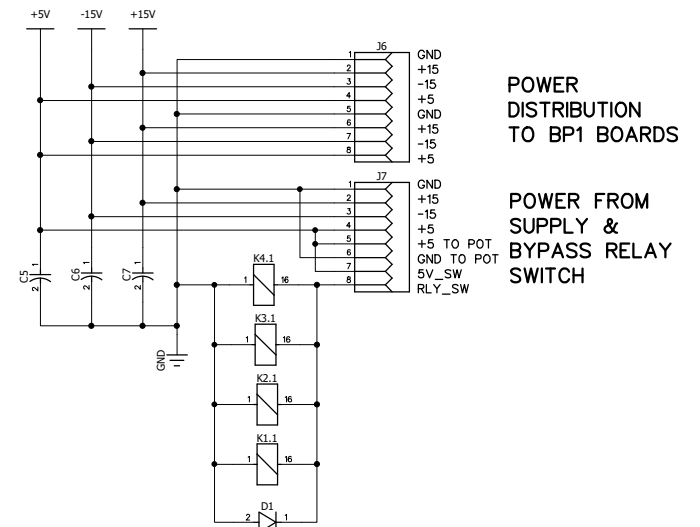 +5V -15V +15V
J6
1 GND
2 +15
3 -15
4 +5
5 GND
6 +15
7 -15
8 +5
POWER
DISTRIBUTION
TO BP1 BOARDS
J7
1 GND
2 +15
3 -15
4 +5
5 +5 TO POT
6 GND TO POT
7 5V_SW
8 RLY_SW
POWER FROM
SUPPLY &
BYPASS RELAY
SWITCH
C5 1 2
C6 1 2
C7 1 2
GND
K4.1
1 16
K3.1
1 16
K2.1
1 16
K1.1
1 16
D1
2 1